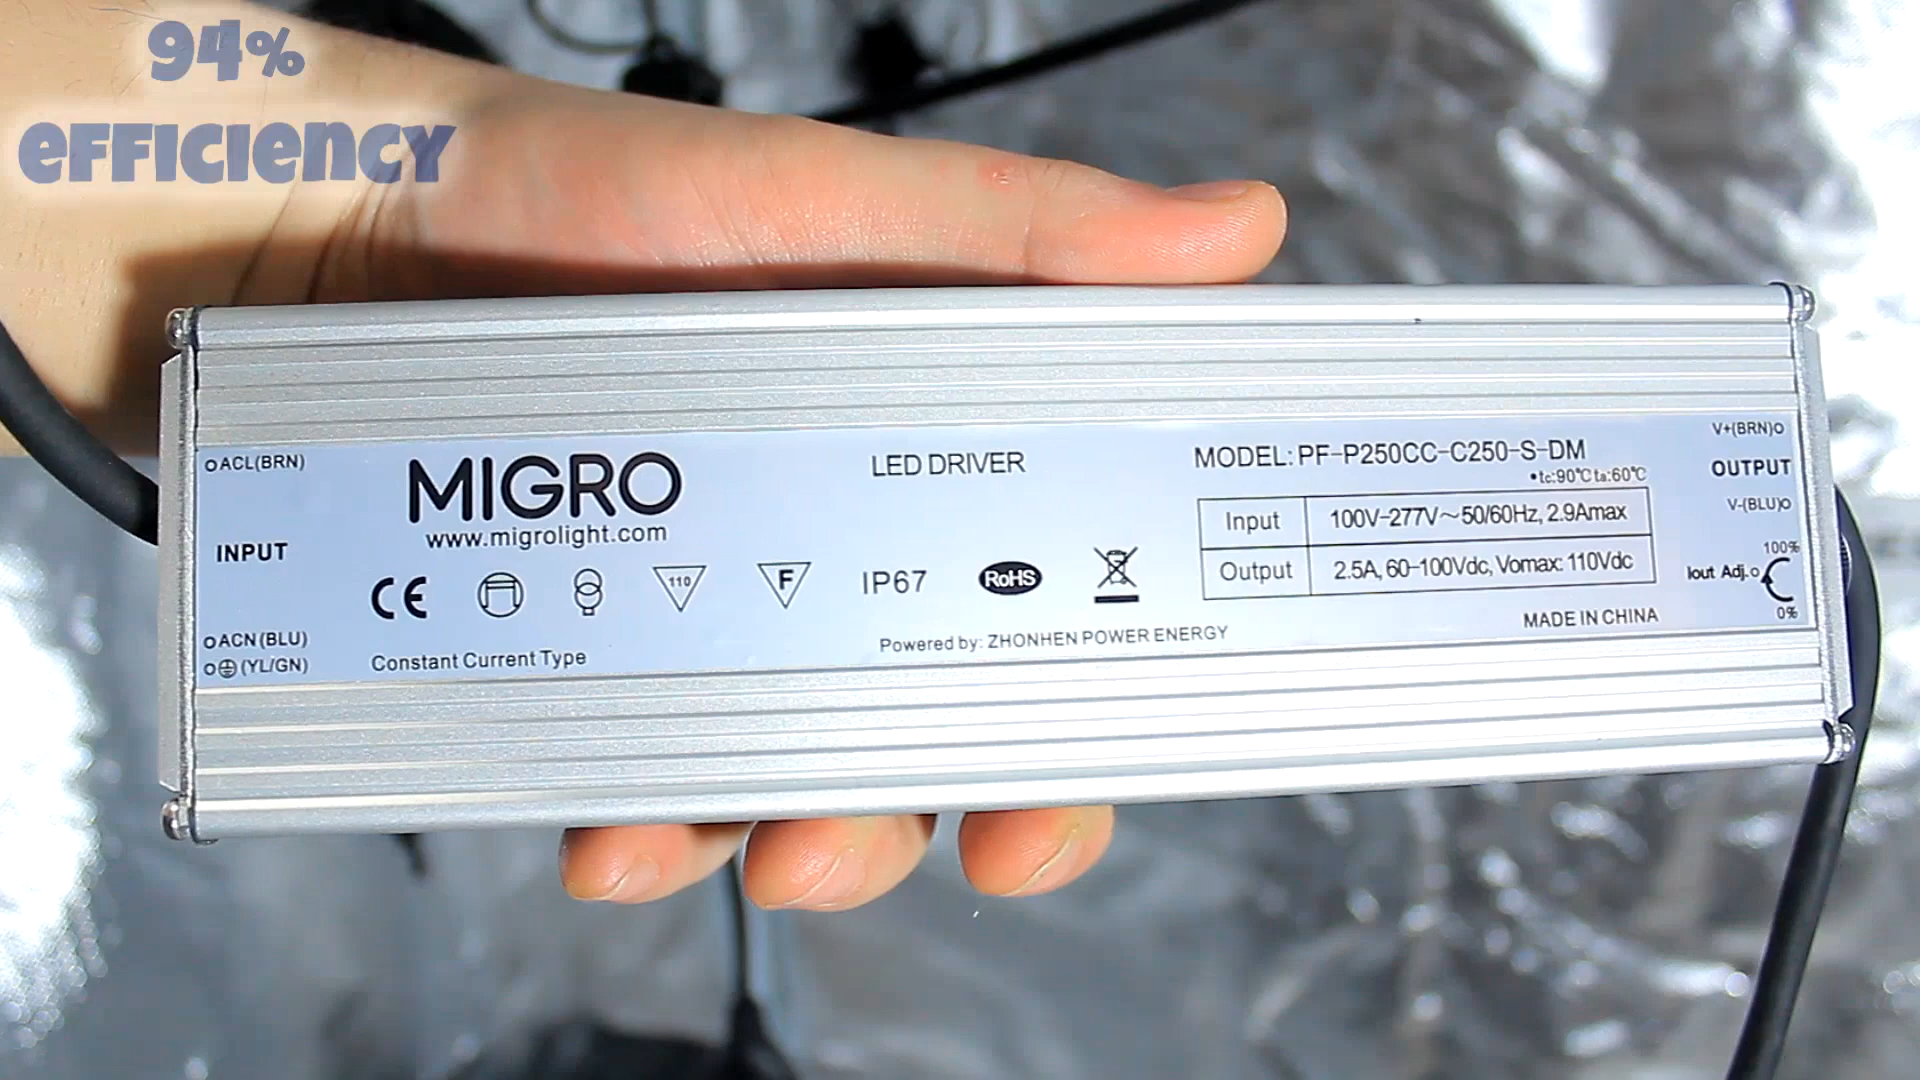 94%
efficiency
ACL(BRN)
INPUT
ACN(BLU)
(YL/GN)
MIGRO
www.migrolight.com
CE
110
F
IP67
RoHS
Constant Current Type
LED DRIVER
Powered by: ZHONHEN POWER ENERGY
MODEL: PF-P250CC-C250-S-DM
•tc:90℃ ta:60℃
Input 100V-277V～50/60Hz, 2.9Amax
Output 2.5A, 60-100Vdc, Vomax: 110Vdc
MADE IN CHINA
V+(BRN)
OUTPUT
V-(BLU)
100%
Iout Adj.
0%